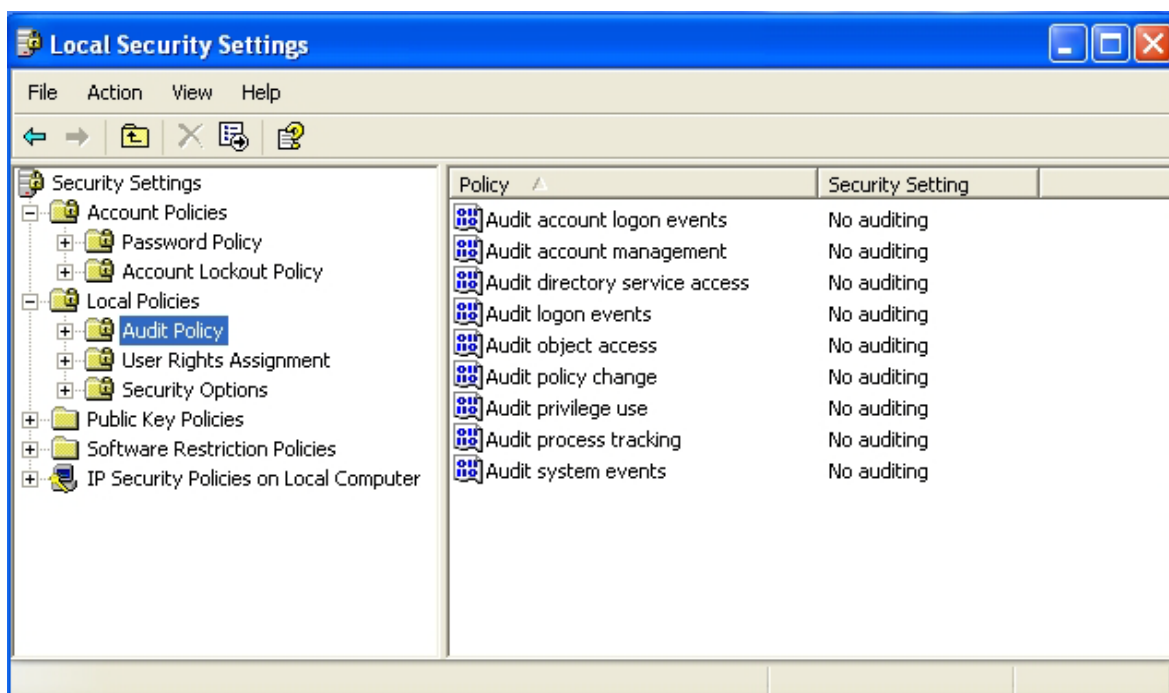 Local Security Settings
File Action View Help
Security Settings
Account Policies
Password Policy
Account Lockout Policy
Local Policies
Audit Policy
User Rights Assignment
Security Options
Public Key Policies
Software Restriction Policies
IP Security Policies on Local Computer
Policy Security Setting
Audit account logon events No auditing
Audit account management No auditing
Audit directory service access No auditing
Audit logon events No auditing
Audit object access No auditing
Audit policy change No auditing
Audit privilege use No auditing
Audit process tracking No auditing
Audit system events No auditing